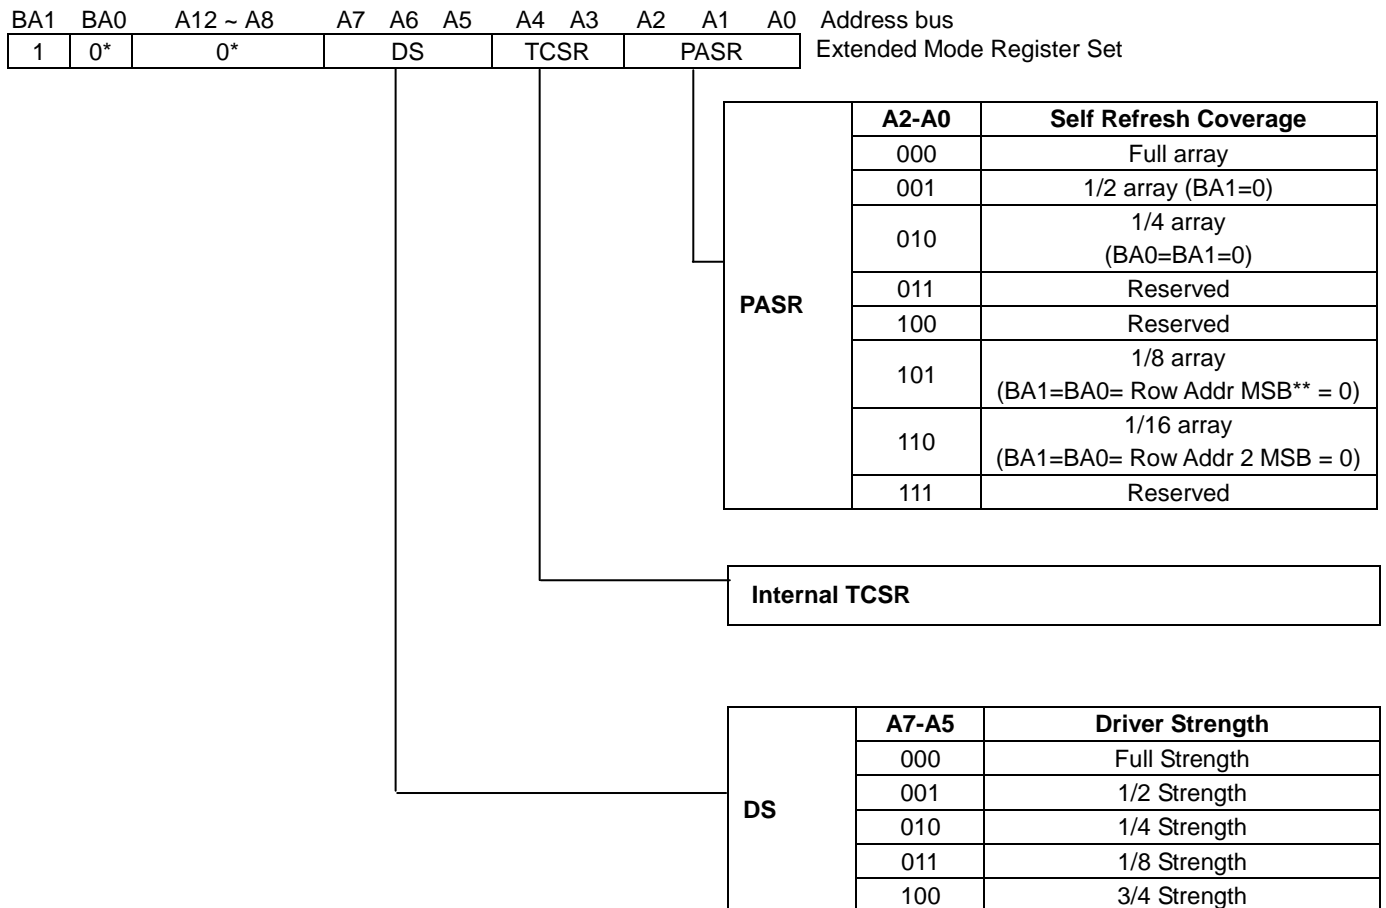 BA1 BA0 A12 ~ A8 A7 A6 A5 A4 A3 A2 A1 A0 Address bus
1 0* 0* DS TCSR PASR Extended Mode Register Set
PASR
A2-A0 Self Refresh Coverage
000 Full array
001 1/2 array (BA1=0)
010 1/4 array
(BA0=BA1=0)
011 Reserved
100 Reserved
101 1/8 array
(BA1=BA0= Row Addr MSB** = 0)
110 1/16 array
(BA1=BA0= Row Addr 2 MSB = 0)
111 Reserved
Internal TCSR
DS
A7-A5 Driver Strength
000 Full Strength
001 1/2 Strength
010 1/4 Strength
011 1/8 Strength
100 3/4 Strength